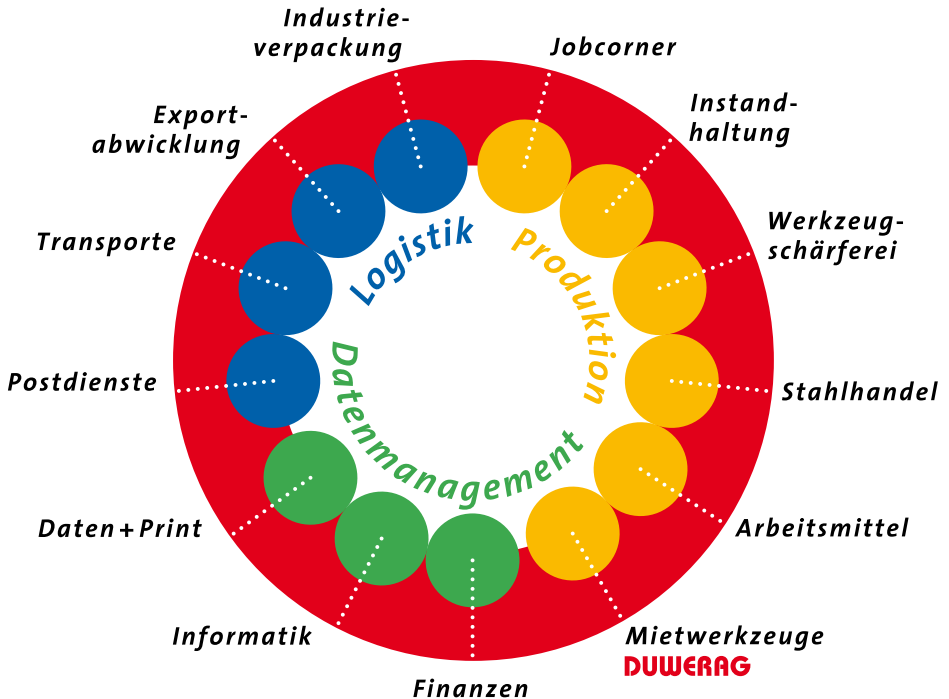 Industrie-
verpackung
Jobcorner
Export-
abwicklung
Instand-
haltung
Transporte
Werkzeug-
schärferei
Logistik
Produktion
Datenmanagement
Postdienste
Stahlhandel
Daten+Print
Arbeitsmittel
Informatik
Mietwerkzeuge
DUWERAG
Finanzen